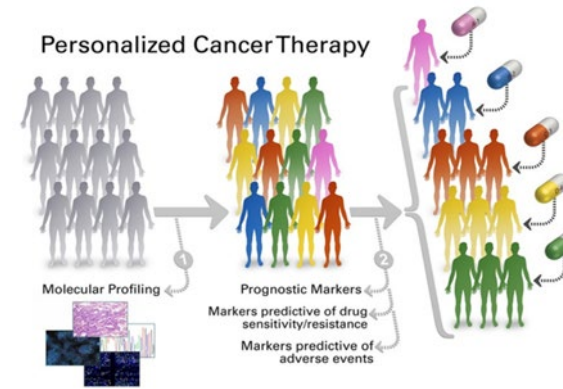 Personalized Cancer Therapy
1
2
Molecular Profiling
Prognostic Markers
Markers predictive of drug
sensitivity/resistance
Markers predictive of
adverse events